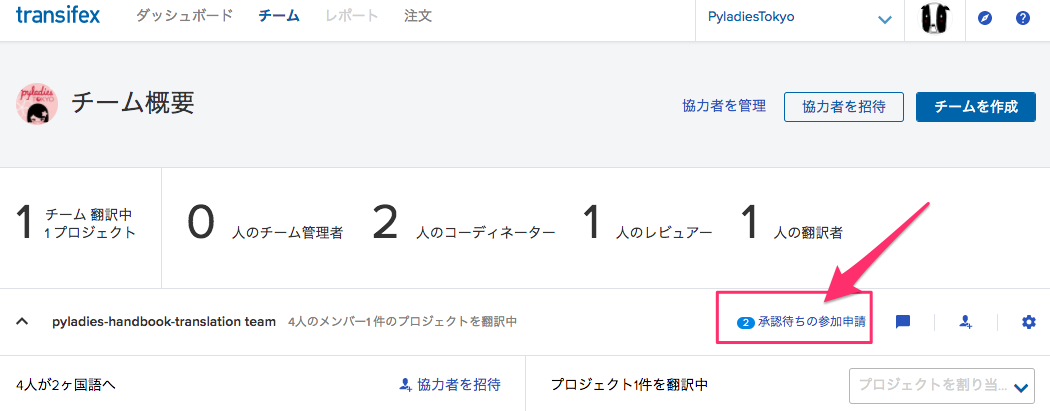 transifex ダッシュボード チーム レポート 注文 PyladiesTokyo
pyladies
TOKYO
チーム概要 協力者を管理 協力者を招待 チームを作成
1 チーム 翻訳中
1 プロジェクト
0 人のチーム管理者 2 人のコーディネーター 1 人のレビュアー 1 人の翻訳者
pyladies-handbook-translation team 4人のメンバー1 件のプロジェクトを翻訳中 2 承認待ちの参加申請
4人が2ヶ国語へ 協力者を招待 プロジェクト1件を翻訳中 プロジェクトを割り当...